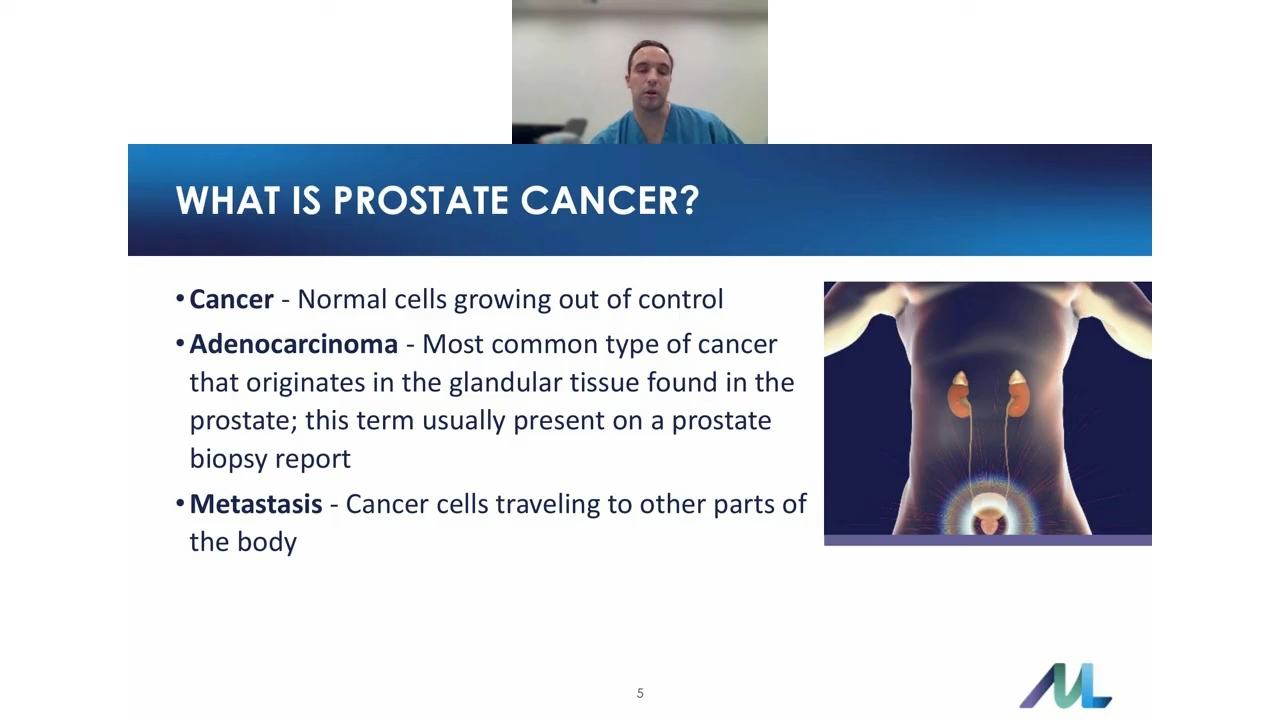 WHAT IS PROSTATE CANCER?
• Cancer - Normal cells growing out of control
• Adenocarcinoma - Most common type of cancer
that originates in the glandular tissue found in the
prostate; this term usually present on a prostate
biopsy report
• Metastasis - Cancer cells traveling to other parts of
the body
5